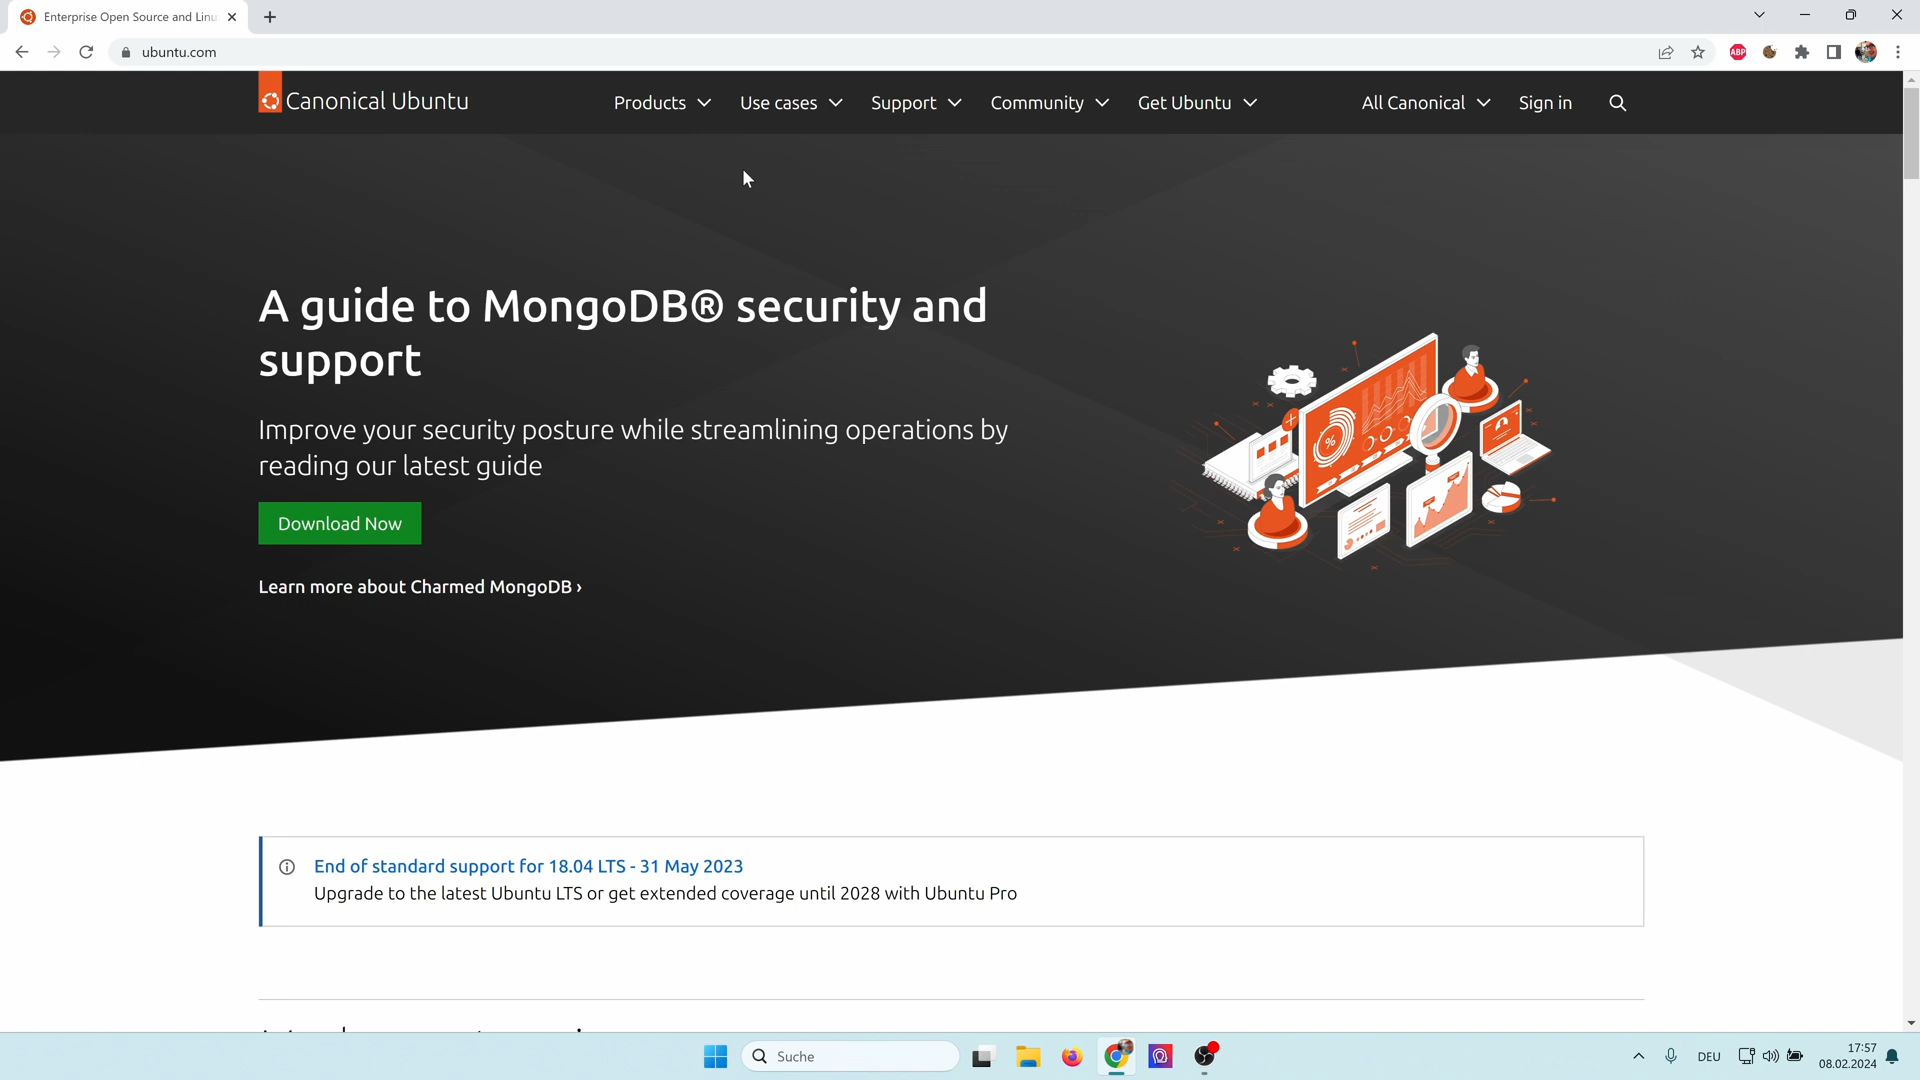 Enterprise Open Source and Linu
ubuntu.com
ABP
Canonical Ubuntu
Products
Use cases
Support
Community
Get Ubuntu
All Canonical
Sign in
A guide to MongoDB® security and
support
Improve your security posture while streamlining operations by
reading our latest guide
%
Download Now
Learn more about Charmed MongoDB ›
End of standard support for 18.04 LTS - 31 May 2023
Upgrade to the latest Ubuntu LTS or get extended coverage until 2028 with Ubuntu Pro
Suche
DEU
17:57
08.02.2024